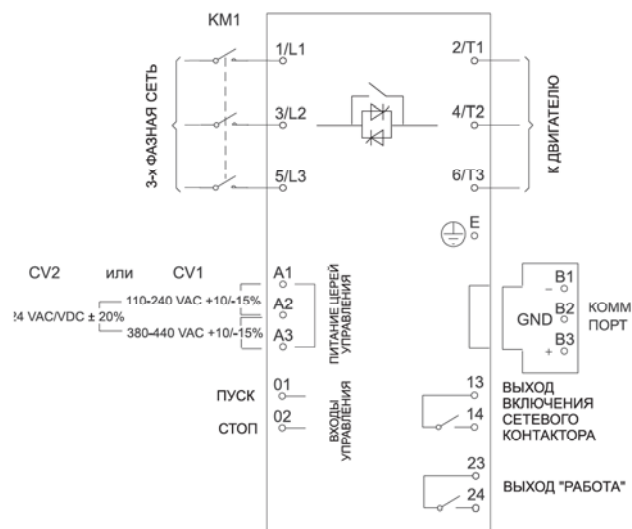 KM1
1/L1
2/T1
3/L2
4/T2
5/L3
6/T3
3-х ФАЗНАЯ СЕТЬ
К ДВИГАТЕЛЮ
E
CV2 или CV1
A1
110-240 VAC +10/-15%
A2
24 VAC/VDC ± 20%
380-440 VAC +10/-15%
A3
ПИТАНИЕ ЦЕРЕЙ
УПРАВЛЕНИЯ
B1
–
GND B2
+ B3
КОММ
ПОРТ
ПУСК 01
СТОП 02
ВХОДЫ
УПРАВЛЕНИЯ
13
14
ВЫХОД
ВКЛЮЧЕНИЯ
СЕТЕВОГО
КОНТАКТОРА
23
24
ВЫХОД "РАБОТА"